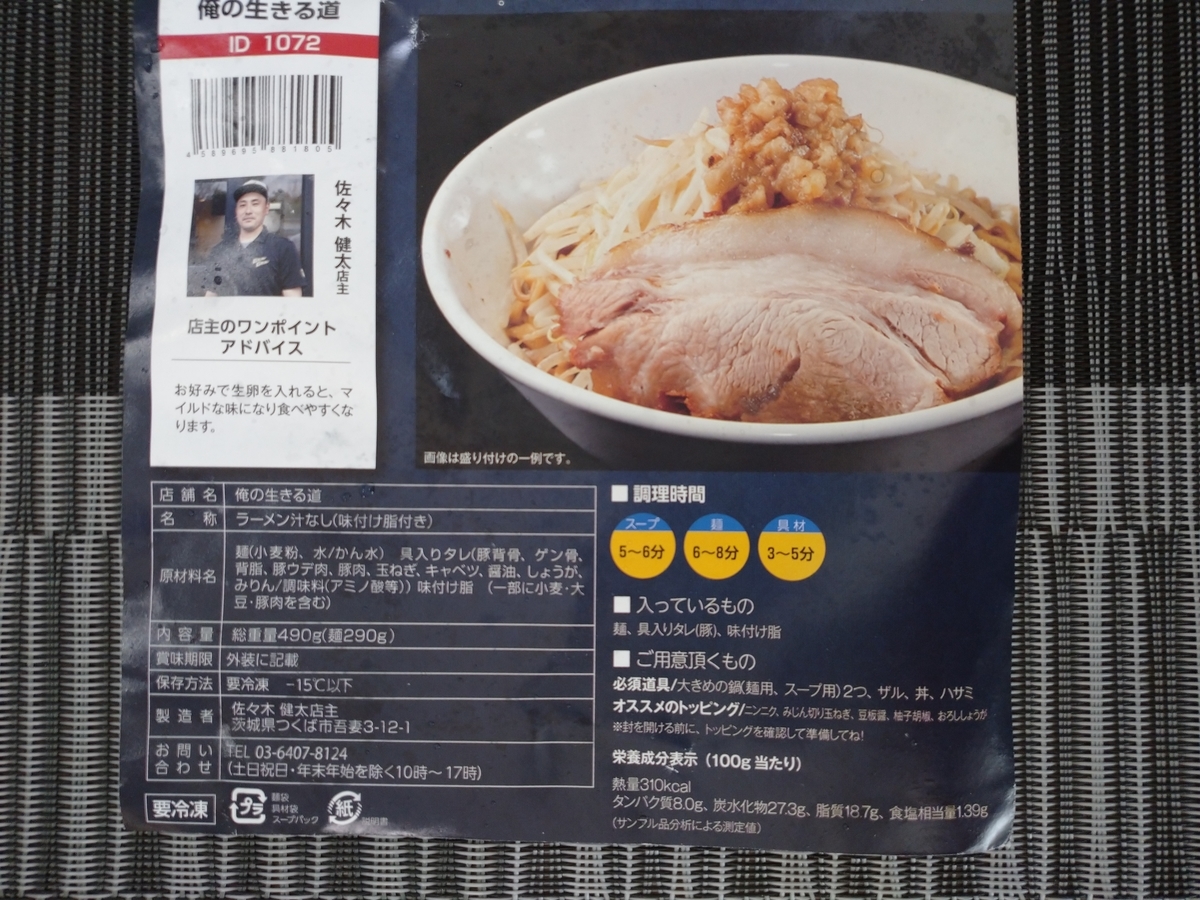 俺の生きる道
ID 1072
4 589695 881805
佐々木 健太店主
店主のワンポイント
アドバイス
お好みで生卵を入れると、マ
イルドな味になり食べやすくな
ります。
画像は盛り付けの一例です。
店舗名 俺の生きる道
名称 ラーメン汁なし(味付け脂付き)
原材料名 麺(小麦粉、水/かん水) 具入りタレ(豚背骨、ゲン骨、
背脂、豚ウデ肉、豚肉、玉ねぎ、キャベツ、醤油、しょうが、
みりん/調味料(アミノ酸等)) 味付け脂 (一部に小麦・大
豆・豚肉を含む)
内容量 総重量490g(麺290g)
賞味期限 外装に記載
保存方法 要冷凍 -15℃以下
製造者 佐々木 健太店主
茨城県つくば市吾妻3-12-1
お問い合わせ TEL 03-6407-8124
(土日祝日・年末年始を除く10時～17時)
要冷凍
プラ
麺袋
具材袋
スープパック
紙
説明書
■ 調理時間
スープ 麺 具材
5～6分 6～8分 3～5分
■ 入っているもの
麺、具入りタレ(豚)、味付け脂
■ ご用意頂くもの
必須道具/大きめの鍋(麺用、スープ用)2つ、ザル、丼、ハサミ
オススメのトッピング/ニンニク、みじん切り玉ねぎ、豆板醤、柚子胡椒、おろししょうが
※封を開ける前に、トッピングを確認して準備してね!
栄養成分表示(100g当たり)
熱量310kcal
タンパク質8.0g、炭水化物27.3g、脂質18.7g、食塩相当量1.39g
(サンプル品分析による測定値)